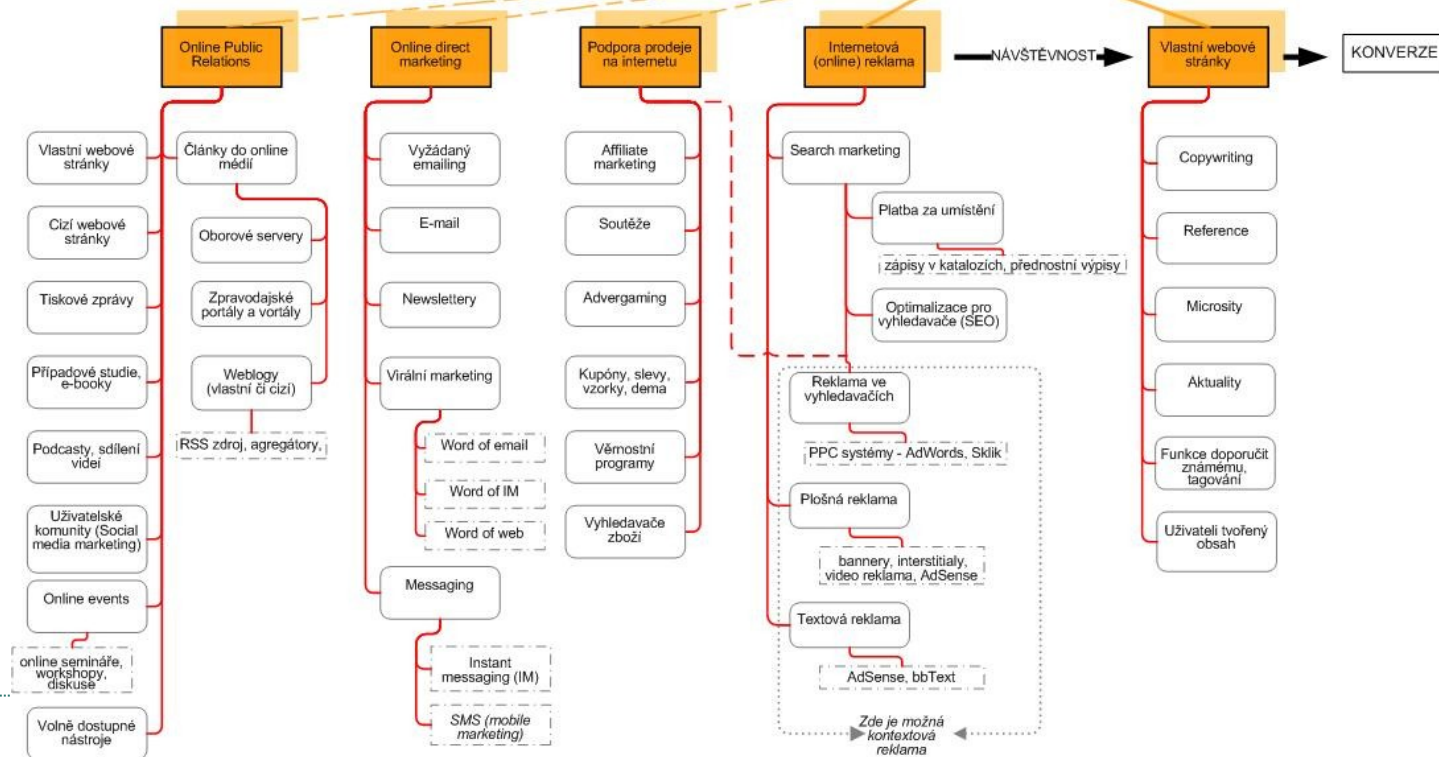 Online Public
Relations
Online direct
marketing
Podpora prodeje
na internetu
Internetová
(online) reklama
NÁVŠTĚVNOST
Vlastní webové
stránky
KONVERZE
Vlastní webové
stránky
Cizí webové
stránky
Tiskové zprávy
Případové studie,
e-booky
Podcasty, sdílení
videí
Uživatelské
komunity (Social
media marketing)
Online events
online semináře,
workshopy,
diskuse
Volně dostupné
nástroje
Články do online
médií
Oborové servery
Zpravodajské
portály a vortály
Weblogy
(vlastní či cizí)
RSS zdroj, agregátory,
Vyžádaný
emailing
E-mail
Newslettery
Virální marketing
Word of email
Word of IM
Word of web
Messaging
Instant
messaging (IM)
SMS (mobile
marketing)
Affiliate
marketing
Soutěže
Advergaming
Kupóny, slevy,
vzorky, dema
Věrnostní
programy
Vyhledavače
zboží
Search marketing
Platba za umístění
zápisy v katalozích, přednostní výpisy
Optimalizace pro
vyhledavače (SEO)
Reklama ve
vyhledavačích
PPC systémy - AdWords, Sklik
Plošná reklama
bannery, interstitialy,
video reklama, AdSense
Textová reklama
AdSense, bbText
Zde je možná
kontextová
reklama
Copywriting
Reference
Microsity
Aktuality
Funkce doporučit
známému,
tagování
Uživateli tvořený
obsah